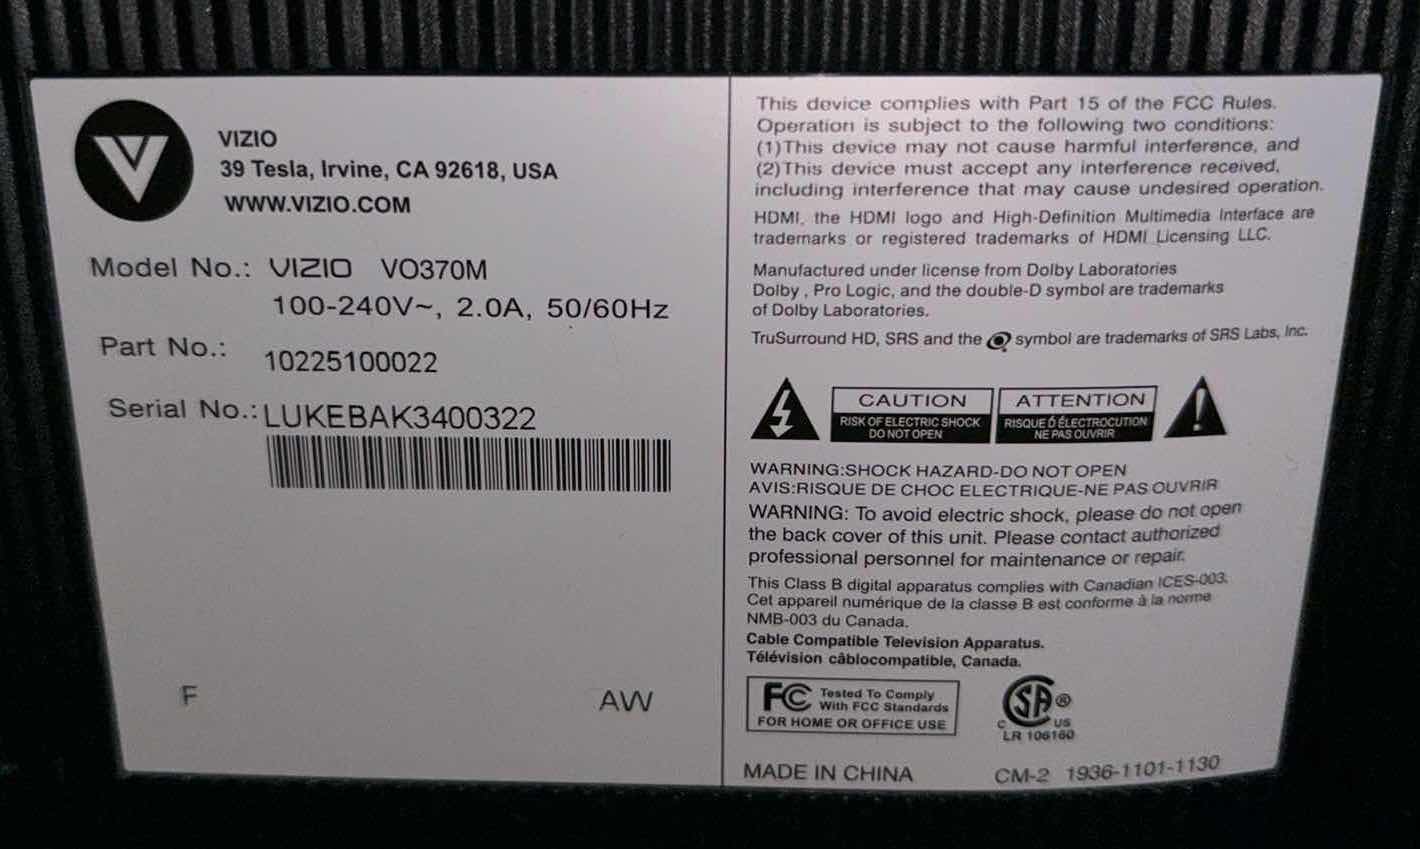 VIZIO
39 Tesla, Irvine, CA 92618, USA
WWW.VIZIO.COM
Model No.: VIZIO VO370M
100-240V~, 2.0A, 50/60Hz
Part No.: 10225100022
Serial No.: LUKEBAK3400322
F
AW
This device complies with Part 15 of the FCC Rules.
Operation is subject to the following two conditions:
(1)This device may not cause harmful interference, and
(2)This device must accept any interference received,
including interference that may cause undesired operation.
HDMI, the HDMI logo and High-Definition Multimedia Interface are
trademarks or registered trademarks of HDMI Licensing LLC.
Manufactured under license from Dolby Laboratories
Dolby , Pro Logic, and the double-D symbol are trademarks
of Dolby Laboratories.
TruSurround HD, SRS and the symbol are trademarks of SRS Labs, Inc.
CAUTION
RISK OF ELECTRIC SHOCK
DO NOT OPEN
ATTENTION
RISQUE D ÉLECTROCUTION
NE PAS OUVRIR
WARNING:SHOCK HAZARD-DO NOT OPEN
AVIS:RISQUE DE CHOC ELECTRIQUE-NE PAS OUVRIR
WARNING: To avoid electric shock, please do not open
the back cover of this unit. Please contact authorized
professional personnel for maintenance or repair.
This Class B digital apparatus complies with Canadian ICES-003.
Cet appareil numérique de la classe B est conforme à la norme
NMB-003 du Canada.
Cable Compatible Television Apparatus.
Télévision câblocompatible, Canada.
FC Tested To Comply
With FCC Standards
FOR HOME OR OFFICE USE
SA®
C US
LR 106160
MADE IN CHINA
CM-2 1936-1101-1130